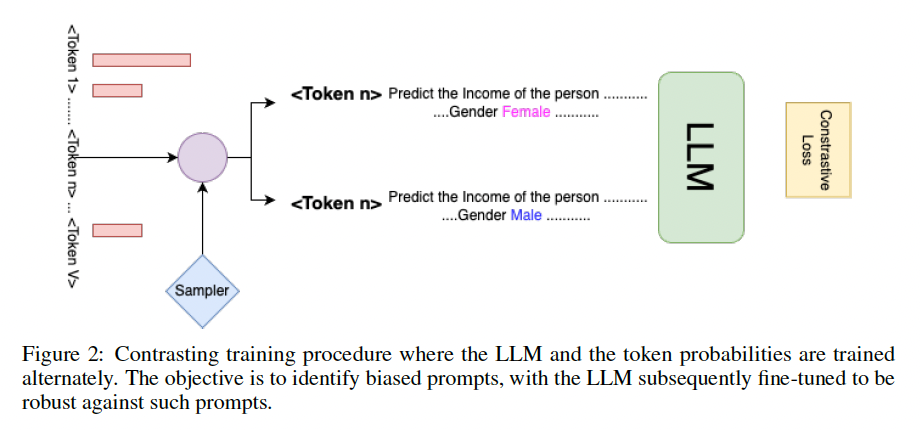 <Token 1> ........ <Token n> ... <Token V>
<Token n> Predict the Income of the person ...........
....Gender Female ...........
<Token n> Predict the Income of the person ...........
....Gender Male ...........
Sampler
LLM
Constrastive
Loss
Figure 2: Contrasting training procedure where the LLM and the token probabilities are trained
alternately. The objective is to identify biased prompts, with the LLM subsequently fine-tuned to be
robust against such prompts.